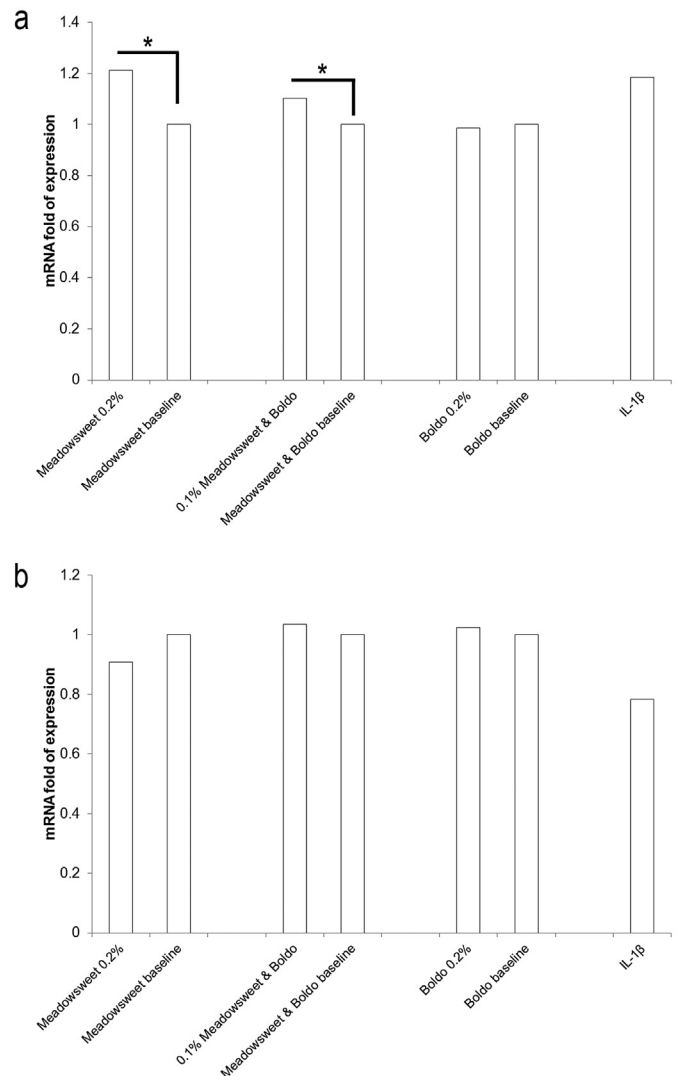 a
1.4
*
1.2
*
1
0.8
0.6
0.4
0.2
0
mRNA fold of expression
Meadowsweet 0.2%
Meadowsweet baseline
0.1% Meadowsweet & Boldo
Meadowsweet & Boldo baseline
Boldo 0.2%
Boldo baseline
IL-1β
b
1.2
1
0.8
0.6
0.4
0.2
0
mRNA fold of expression
Meadowsweet 0.2%
Meadowsweet baseline
0.1% Meadowsweet & Boldo
Meadowsweet & Boldo baseline
Boldo 0.2%
Boldo baseline
IL-1β